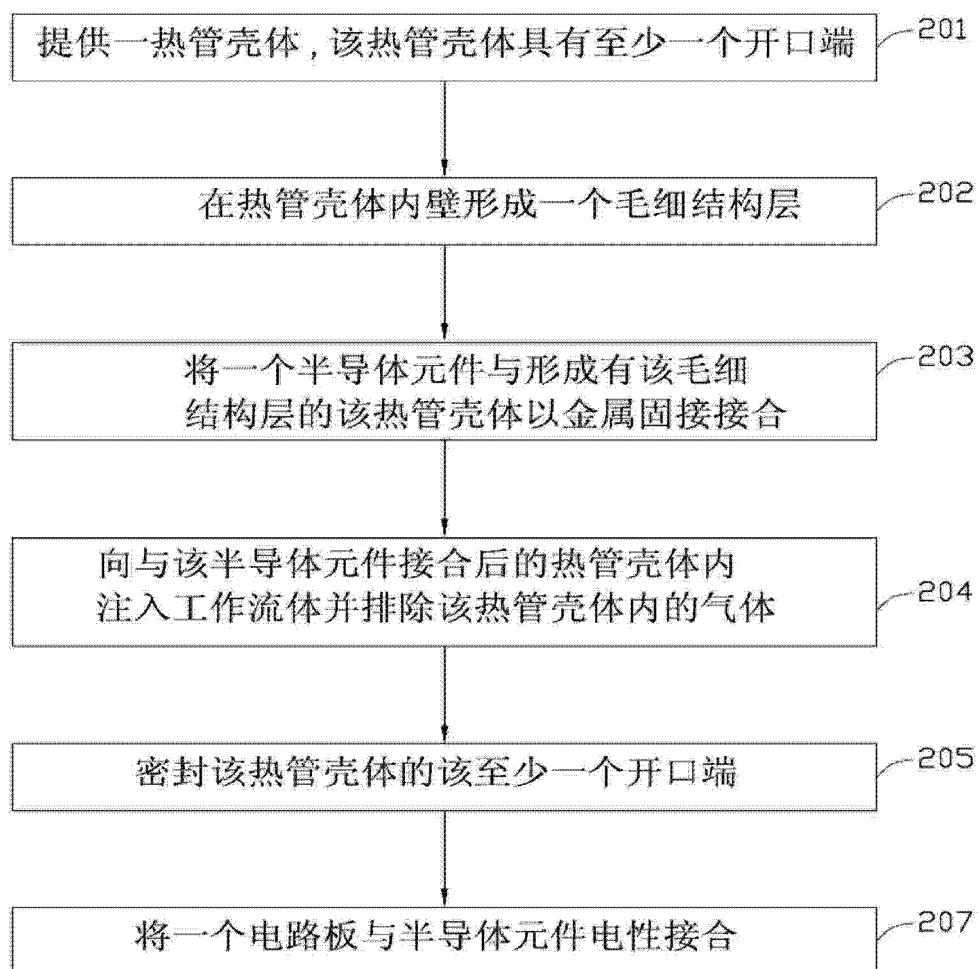 提供一热管壳体,该热管壳体具有至少一个开口端
201
在热管壳体内壁形成一个毛细结构层
202
将一个半导体元件与形成有该毛细
结构层的该热管壳体以金属固接接合
203
向与该半导体元件接合后的热管壳体内
注入工作流体并排除该热管壳体内的气体
204
密封该热管壳体的该至少一个开口端
205
将一个电路板与半导体元件电性接合
207